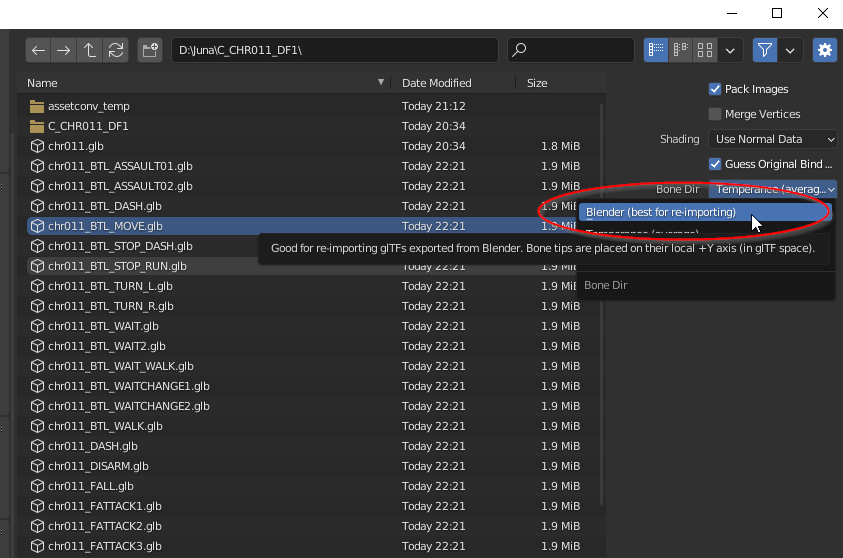 D:\Juna\C_CHR011_DF1\
Name Date Modified Size
assetconv_temp Today 21:12
C_CHR011_DF1 Today 20:34
chr011.glb Today 20:34 1.8 MiB
chr011_BTL_ASSAULT01.glb Today 22:21 1.9 MiB
chr011_BTL_ASSAULT02.glb Today 22:21 1.9 MiB
chr011_BTL_DASH.glb Today 22:21 1.9 MiB
chr011_BTL_MOVE.glb Today 22:21 1.9
chr011_BTL_STOP_DASH.glb
chr011_BTL_STOP_RUN.glb Today 22:21 1.9 MiB
chr011_BTL_TURN_L.glb Today 22:21 1.9 MiB
chr011_BTL_TURN_R.glb Today 22:21 1.9 MiB
chr011_BTL_WAIT.glb Today 22:21 1.9 MiB
chr011_BTL_WAIT2.glb Today 22:21 1.9 MiB
chr011_BTL_WAIT_WALK.glb Today 22:21 1.9 MiB
chr011_BTL_WAITCHANGE1.glb Today 22:21 1.9 MiB
chr011_BTL_WAITCHANGE2.glb Today 22:21 1.9 MiB
chr011_BTL_WALK.glb Today 22:21 1.9 MiB
chr011_DASH.glb Today 22:21 1.9 MiB
chr011_DISARM.glb Today 22:21 1.9 MiB
chr011_FALL.glb Today 22:21 1.9 MiB
chr011_FATTACK1.glb Today 22:21 1.9 MiB
chr011_FATTACK2.glb Today 22:21 1.9 MiB
chr011_FATTACK3.glb Today 22:21 1.9 MiB
Pack Images
Merge Vertices
Shading Use Normal Data
Guess Original Bind ...
Bone Dir Temperance (averag...
Blender (best for re-importing)
Temperance (average)
Good for re-importing glTFs exported from Blender. Bone tips are placed on their local +Y axis (in glTF space).
Bone Dir